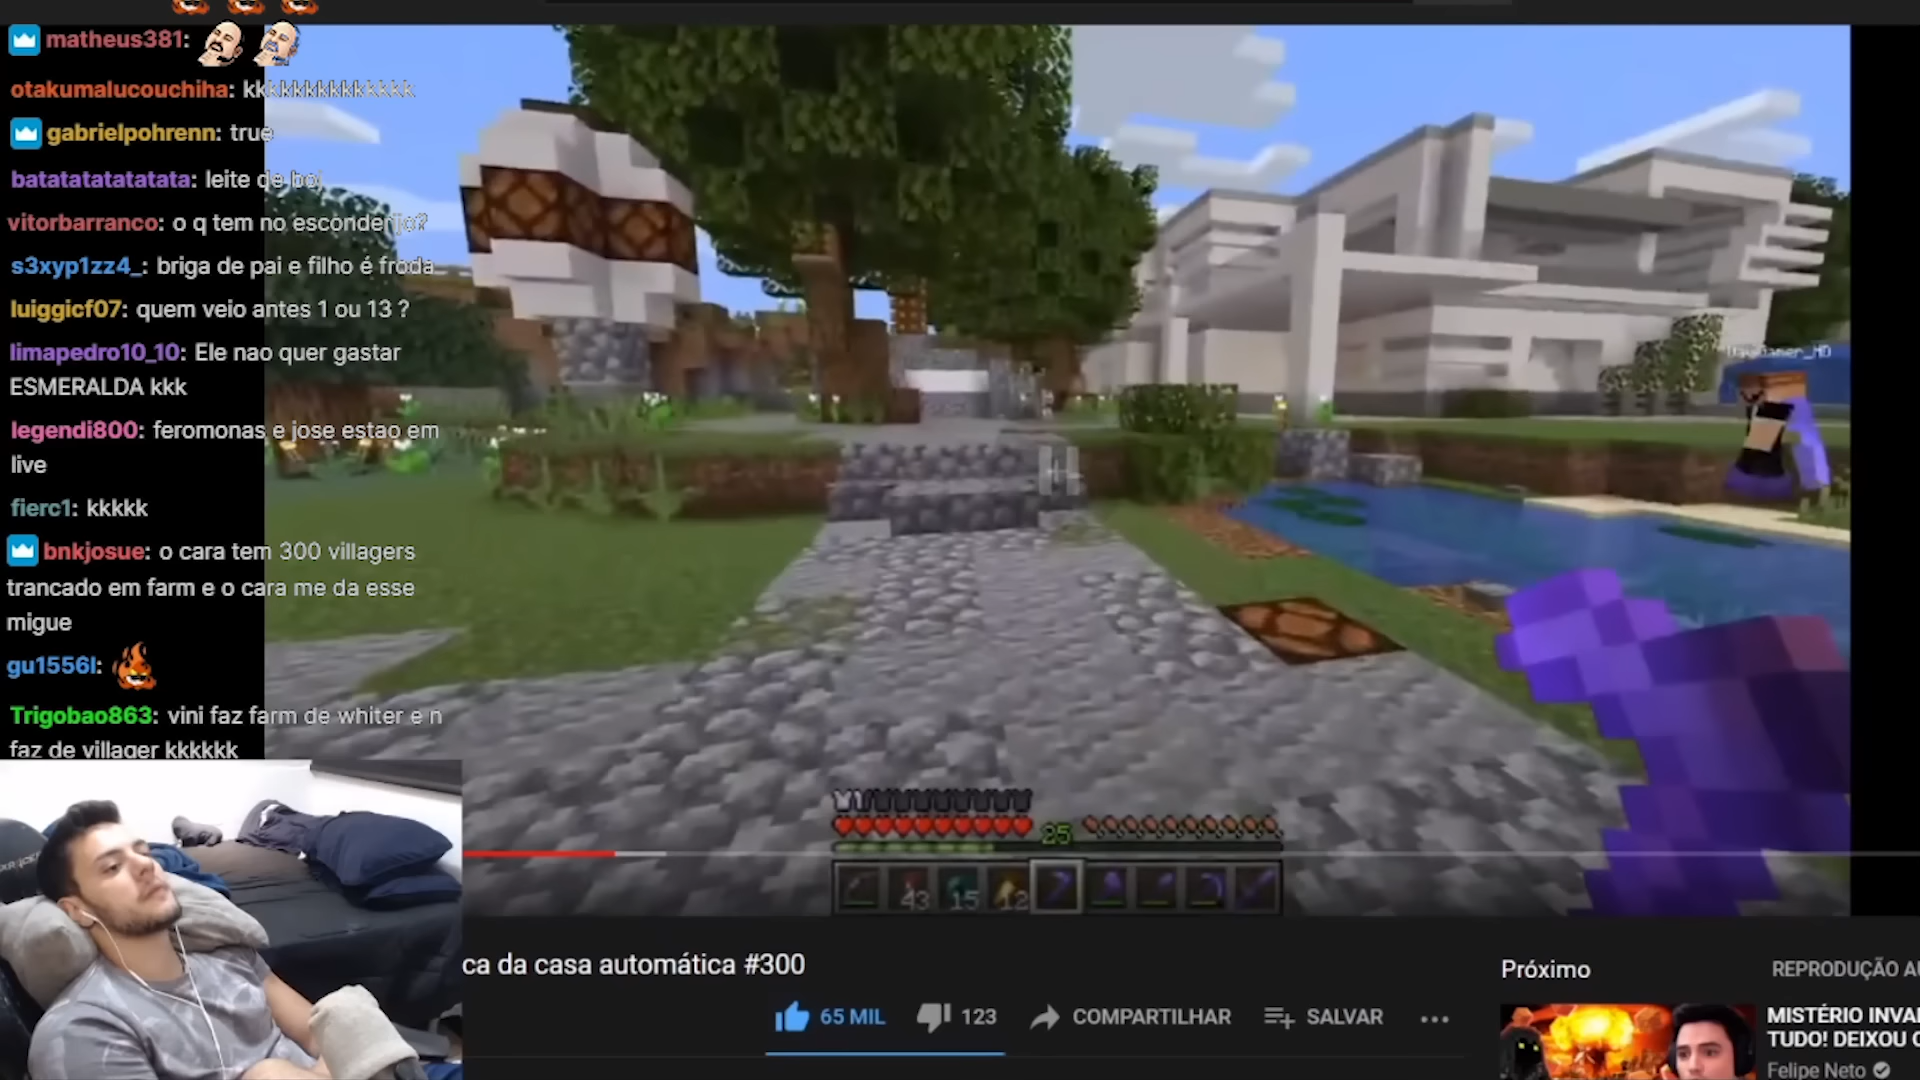 matheus381:
otakumalucouchiha: kkkkkkkkkkkkkk
gabrielpohrenn: true
batatatatatatata: leite de boi
vitorbarranco: o q tem no esconderijo?
s3xyp1zz4_: briga de pai e filho é froda
luiggicf07: quem veio antes 1 ou 13 ?
limapedro10_10: Ele nao quer gastar
ESMERALDA kkk
legendi800: feromonas e jose estao em
live
fierc1: kkkkk
bnkjosue: o cara tem 300 villagers
trancado em farm e o cara me da esse
migue
gu1556l:
Trigobao863: vini faz farm de whiter e n
faz de villager kkkkkk
25
43 15 12
ca da casa automática #300
65 MIL 123 COMPARTILHAR SALVAR
Próximo
REPRODUÇÃO AU
MISTÉRIO INVA
TUDO! DEIXOU
Felipe Neto